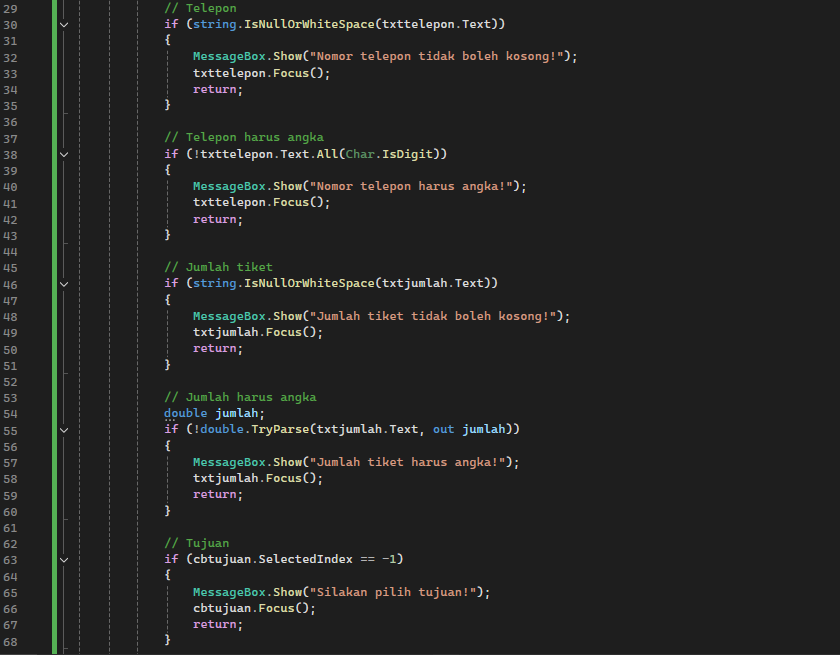 29 // Telepon
30 if (string.IsNullOrWhiteSpace(txttelepon.Text))
31 {
32 MessageBox.Show("Nomor telepon tidak boleh kosong!");
33 txttelepon.Focus();
34 return;
35 }
36
37 // Telepon harus angka
38 if (!txttelepon.Text.All(Char.IsDigit))
39 {
40 MessageBox.Show("Nomor telepon harus angka!");
41 txttelepon.Focus();
42 return;
43 }
44
45 // Jumlah tiket
46 if (string.IsNullOrWhiteSpace(txtjumlah.Text))
47 {
48 MessageBox.Show("Jumlah tiket tidak boleh kosong!");
49 txtjumlah.Focus();
50 return;
51 }
52
53 // Jumlah harus angka
54 double jumlah;
55 if (!double.TryParse(txtjumlah.Text, out jumlah))
56 {
57 MessageBox.Show("Jumlah tiket harus angka!");
58 txtjumlah.Focus();
59 return;
60 }
61
62 // Tujuan
63 if (cbtujuan.SelectedIndex == -1)
64 {
65 MessageBox.Show("Silakan pilih tujuan!");
66 cbtujuan.Focus();
67 return;
68 }